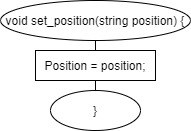 void set_position(string position) {
Position = position;
}